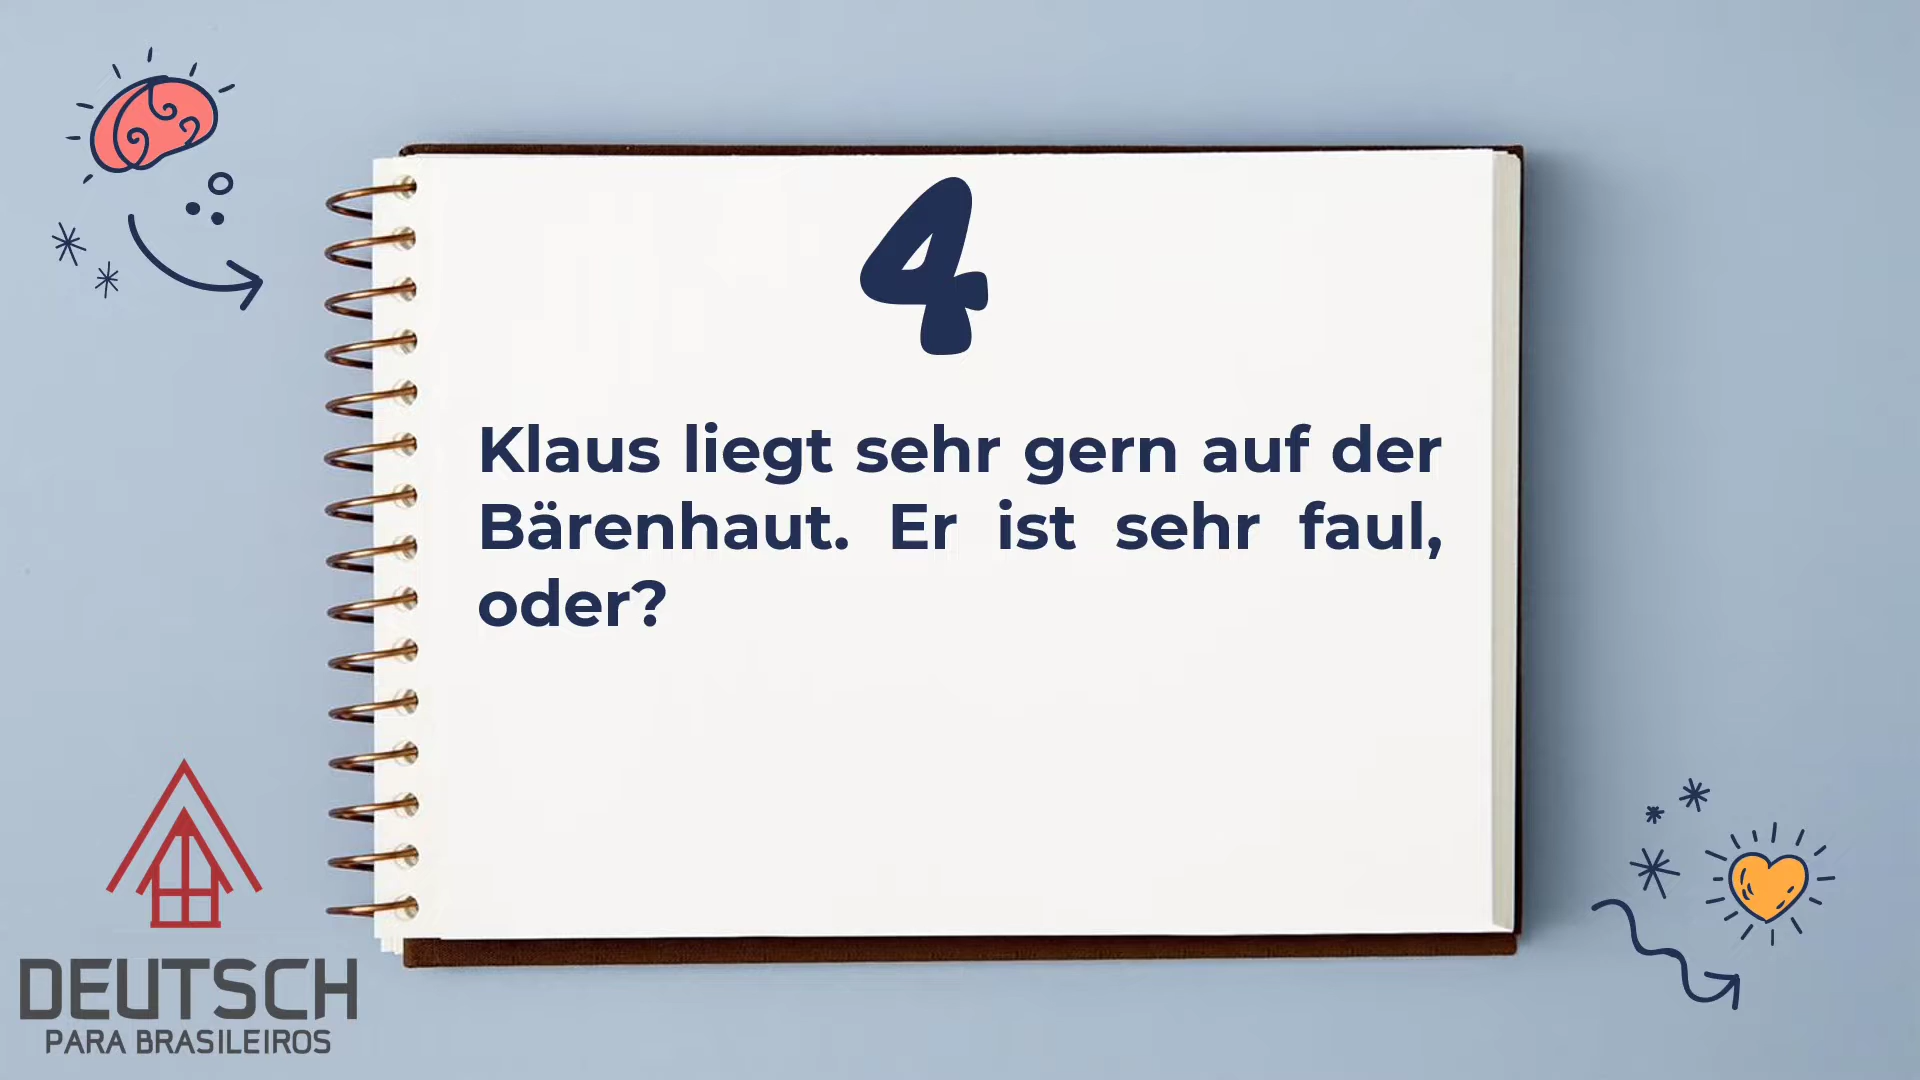 4
Klaus liegt sehr gern auf der
Bärenhaut. Er ist sehr faul,
oder?
DEUTSCH
PARA BRASILEIROS